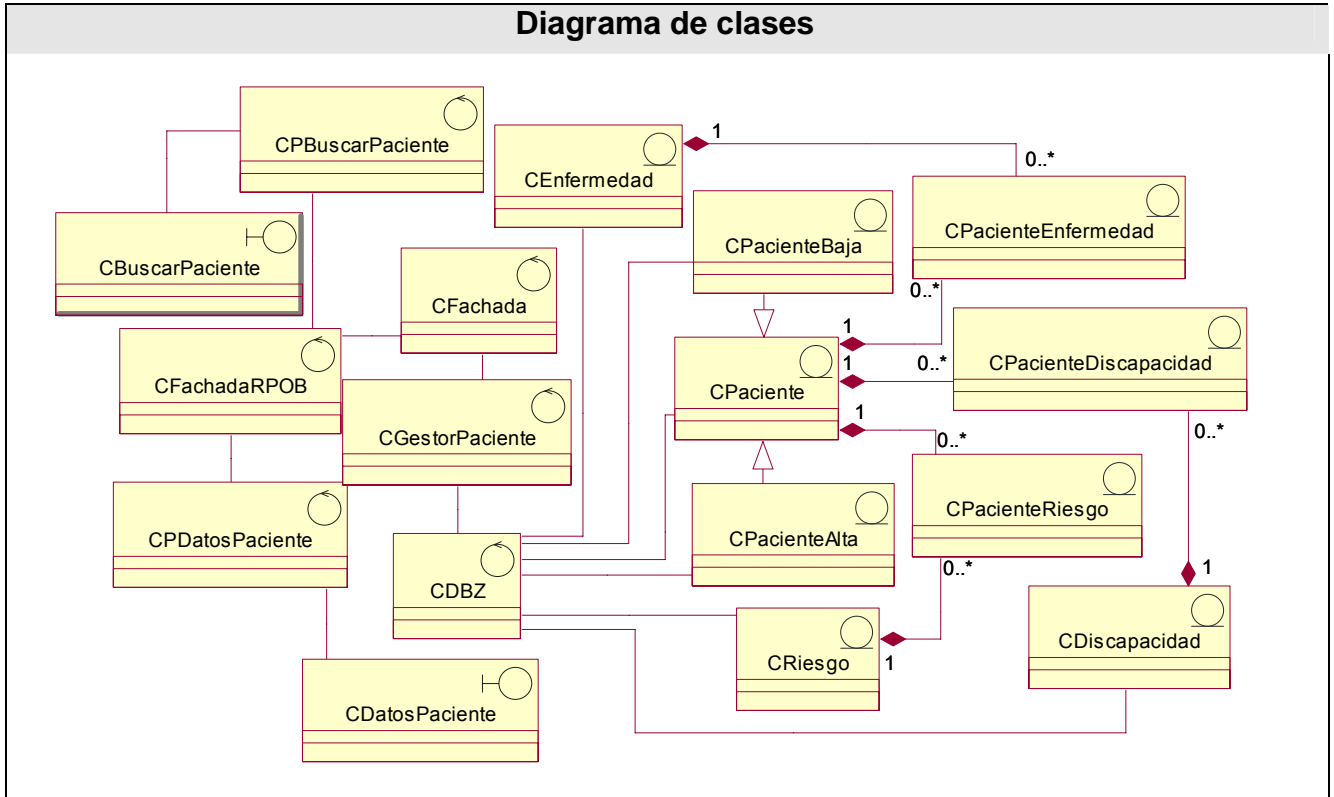 Diagrama de clases
CPBuscarPaciente
CEnfermedad
1
0..*
CPacienteEnfermedad
CPacienteBaja
CBuscarPaciente
CFachada
0..*
1
CFachadaRPOB
CPaciente
1
0..*
CPacienteDiscapacidad
CGestorPaciente
1
0..*
0..*
CPDatosPaciente
CPacienteAlta
CPacienteRiesgo
CDBZ
0..*
1
CRiesgo
1
CDiscapacidad
CDatosPaciente